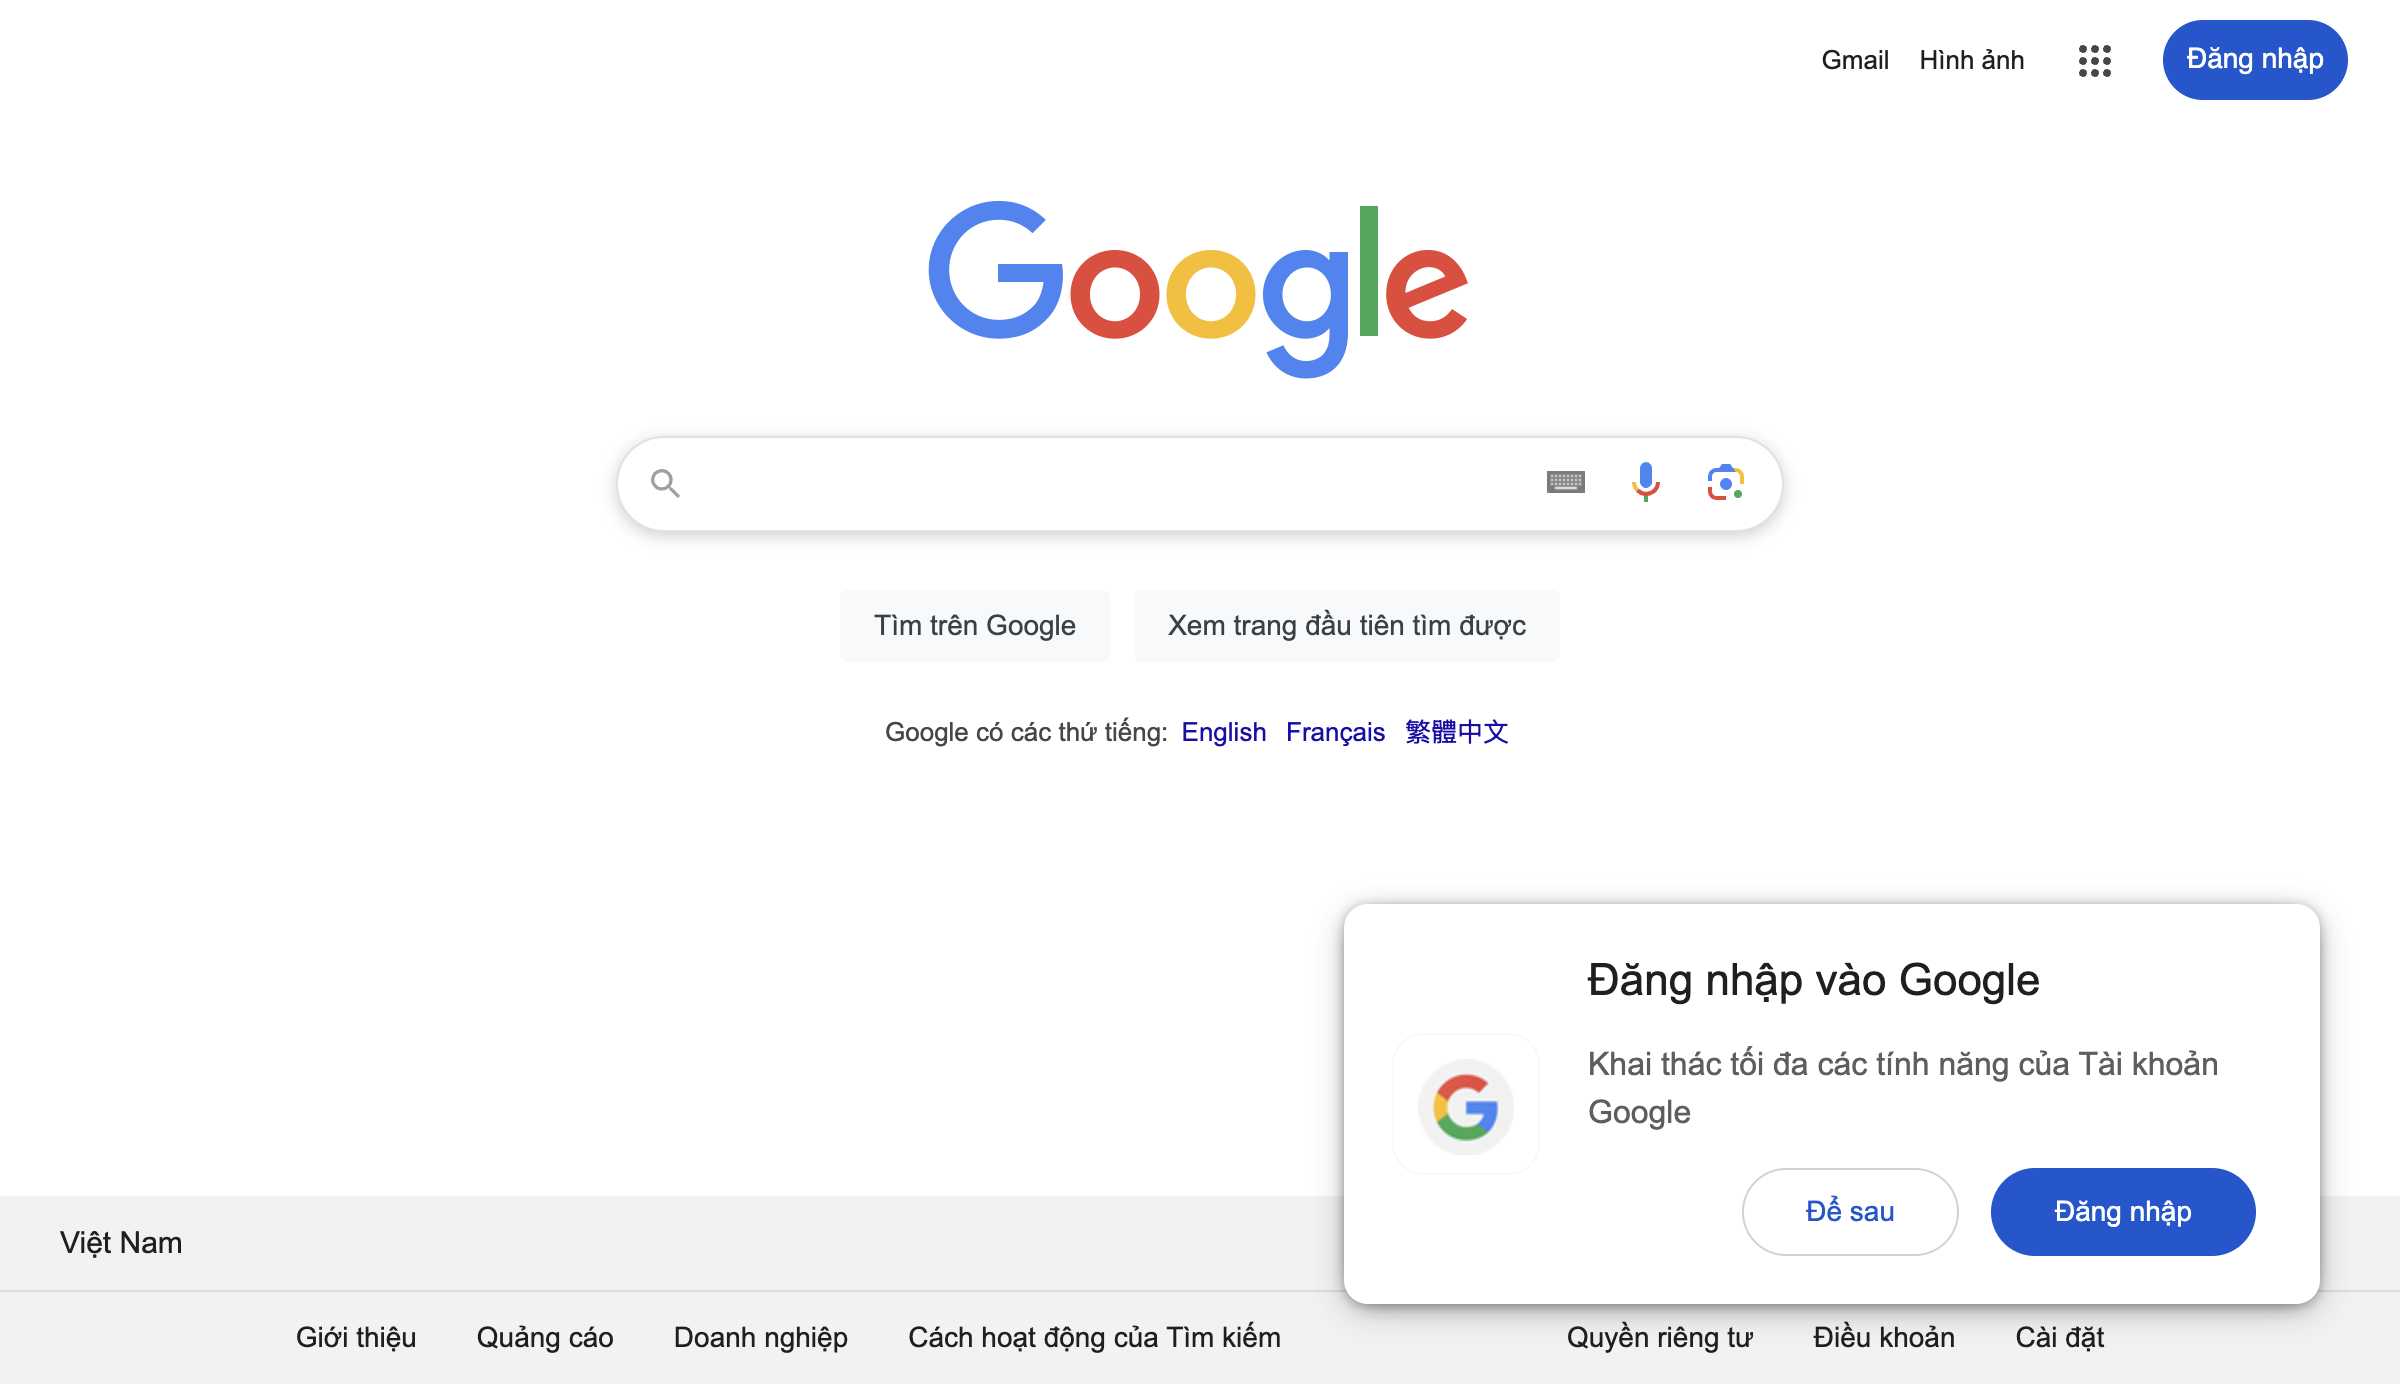 Gmail Hình ảnh Đăng nhập
Google
Tìm trên Google Xem trang đầu tiên tìm được
Google có các thứ tiếng: English Français 繁體中文
Đăng nhập vào Google
Khai thác tối đa các tính năng của Tài khoản
Google
Để sau Đăng nhập
Việt Nam
Giới thiệu Quảng cáo Doanh nghiệp Cách hoạt động của Tìm kiếm Quyền riêng tư Điều khoản Cài đặt